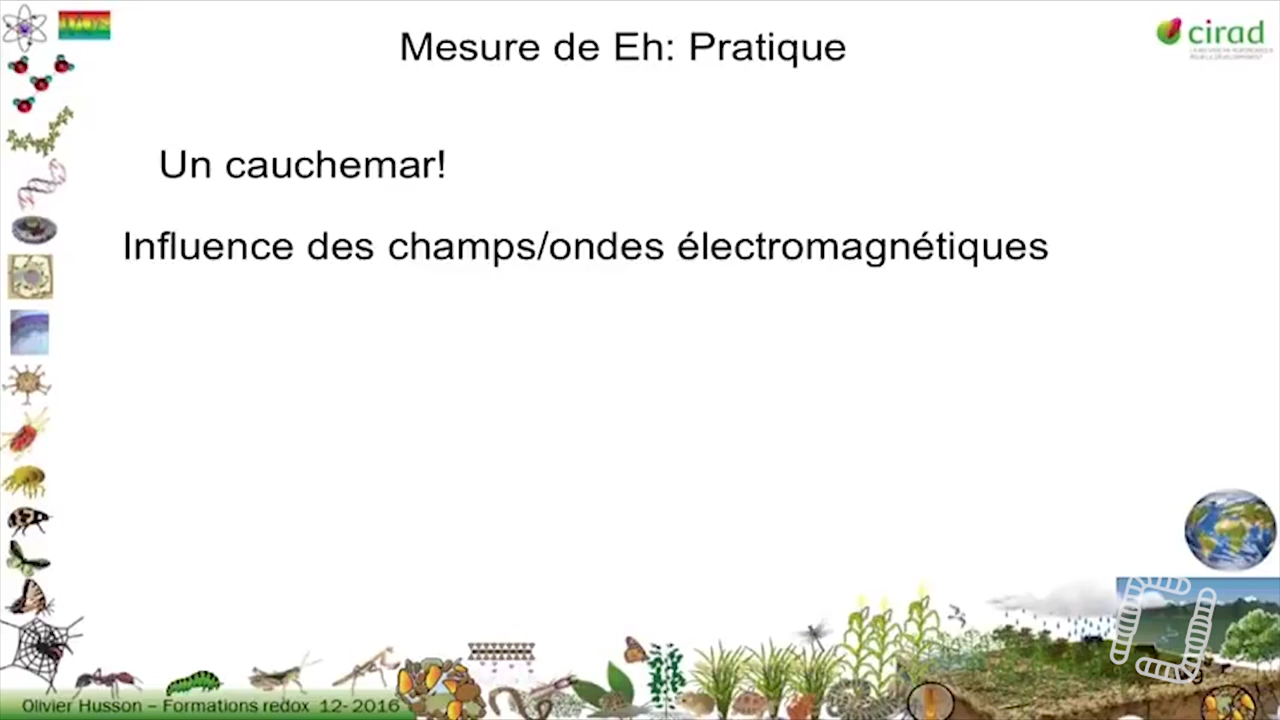 Mesure de Eh: Pratique
cirad
Un cauchemar!
Influence des champs/ondes électromagnétiques
Olivier Husson – Formations redox 12- 2016